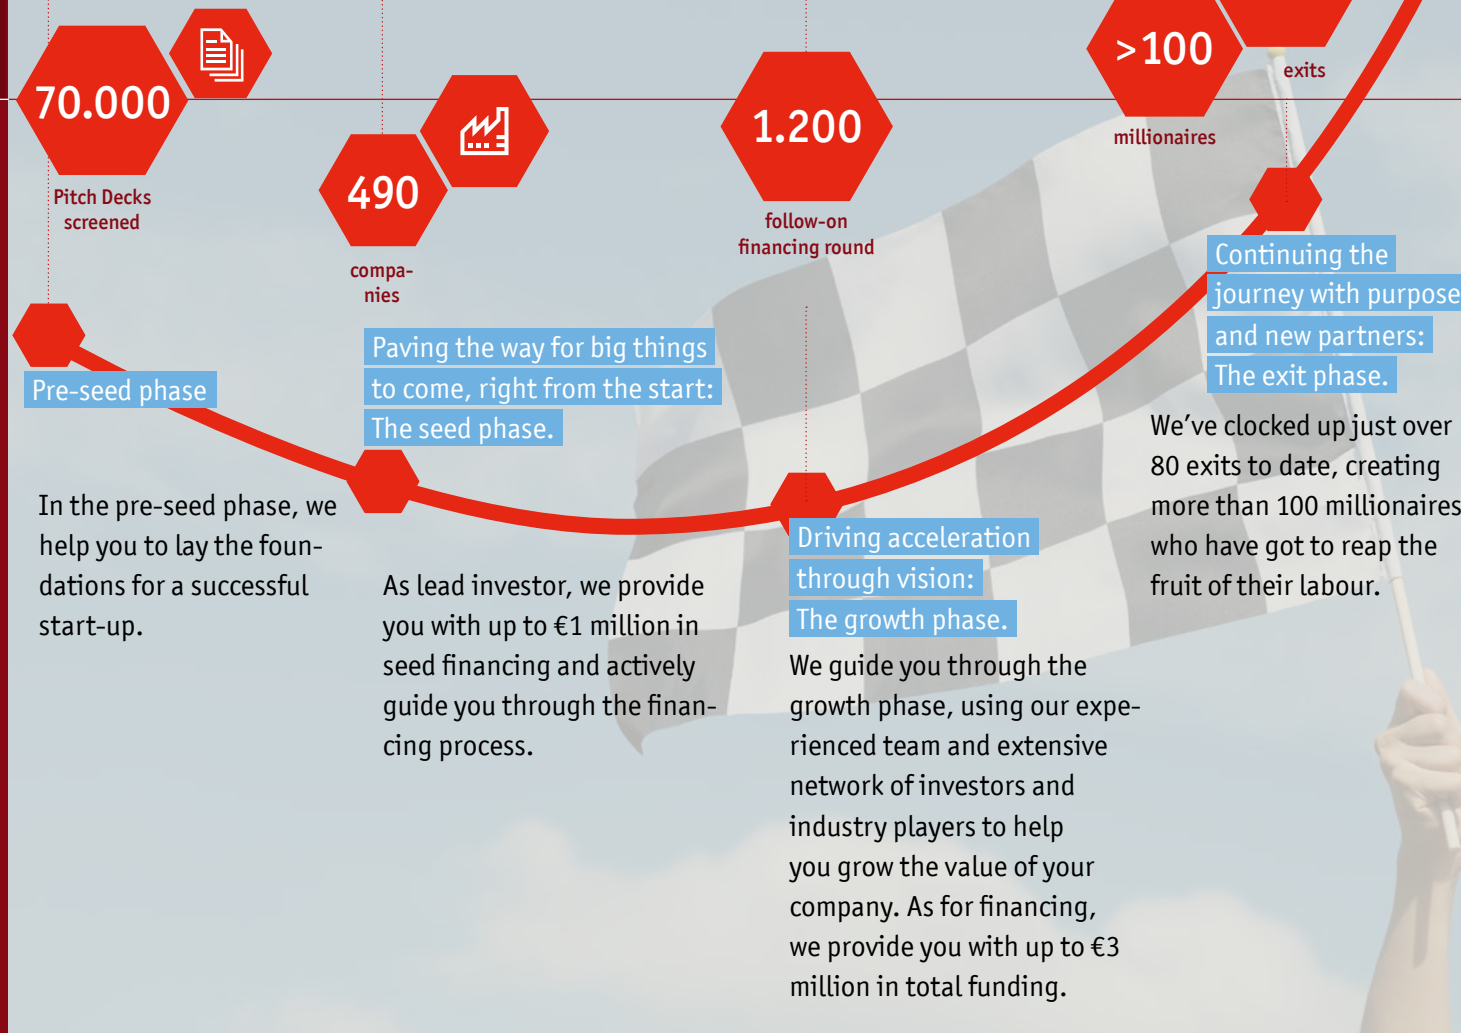 70.000
Pitch Decks
screened
490
compa-
nies
1.200
follow-on
financing round
>100
millionaires
exits
Pre-seed phase
In the pre-seed phase, we
help you to lay the foun-
dations for a successful
start-up.
Paving the way for big things
to come, right from the start:
The seed phase.
As lead investor, we provide
you with up to €1 million in
seed financing and actively
guide you through the finan-
cing process.
Driving acceleration
through vision:
The growth phase.
We guide you through the
growth phase, using our expe-
rienced team and extensive
network of investors and
industry players to help
you grow the value of your
company. As for financing,
we provide you with up to €3
million in total funding.
Continuing the
journey with purpose
and new partners:
The exit phase.
We’ve clocked up just over
80 exits to date, creating
more than 100 millionaires
who have got to reap the
fruit of their labour.